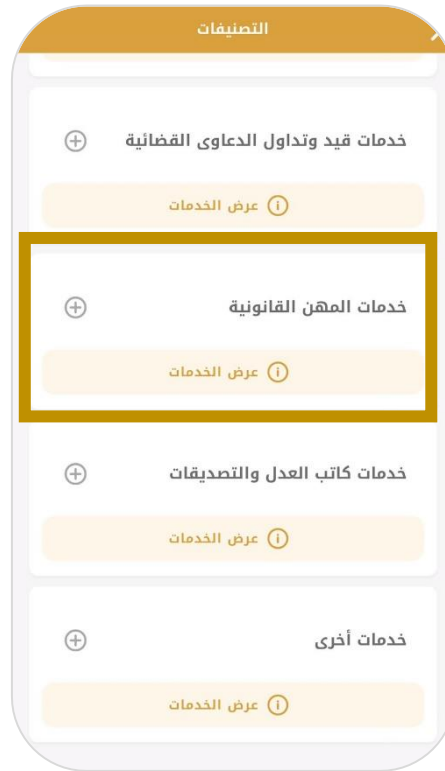 التصنيفات
خدمات قيد وتداول الدعاوى القضائية
عرض الخدمات
خدمات المهن القانونية
عرض الخدمات
خدمات كاتب العدل والتصديقات
عرض الخدمات
خدمات أخرى
عرض الخدمات